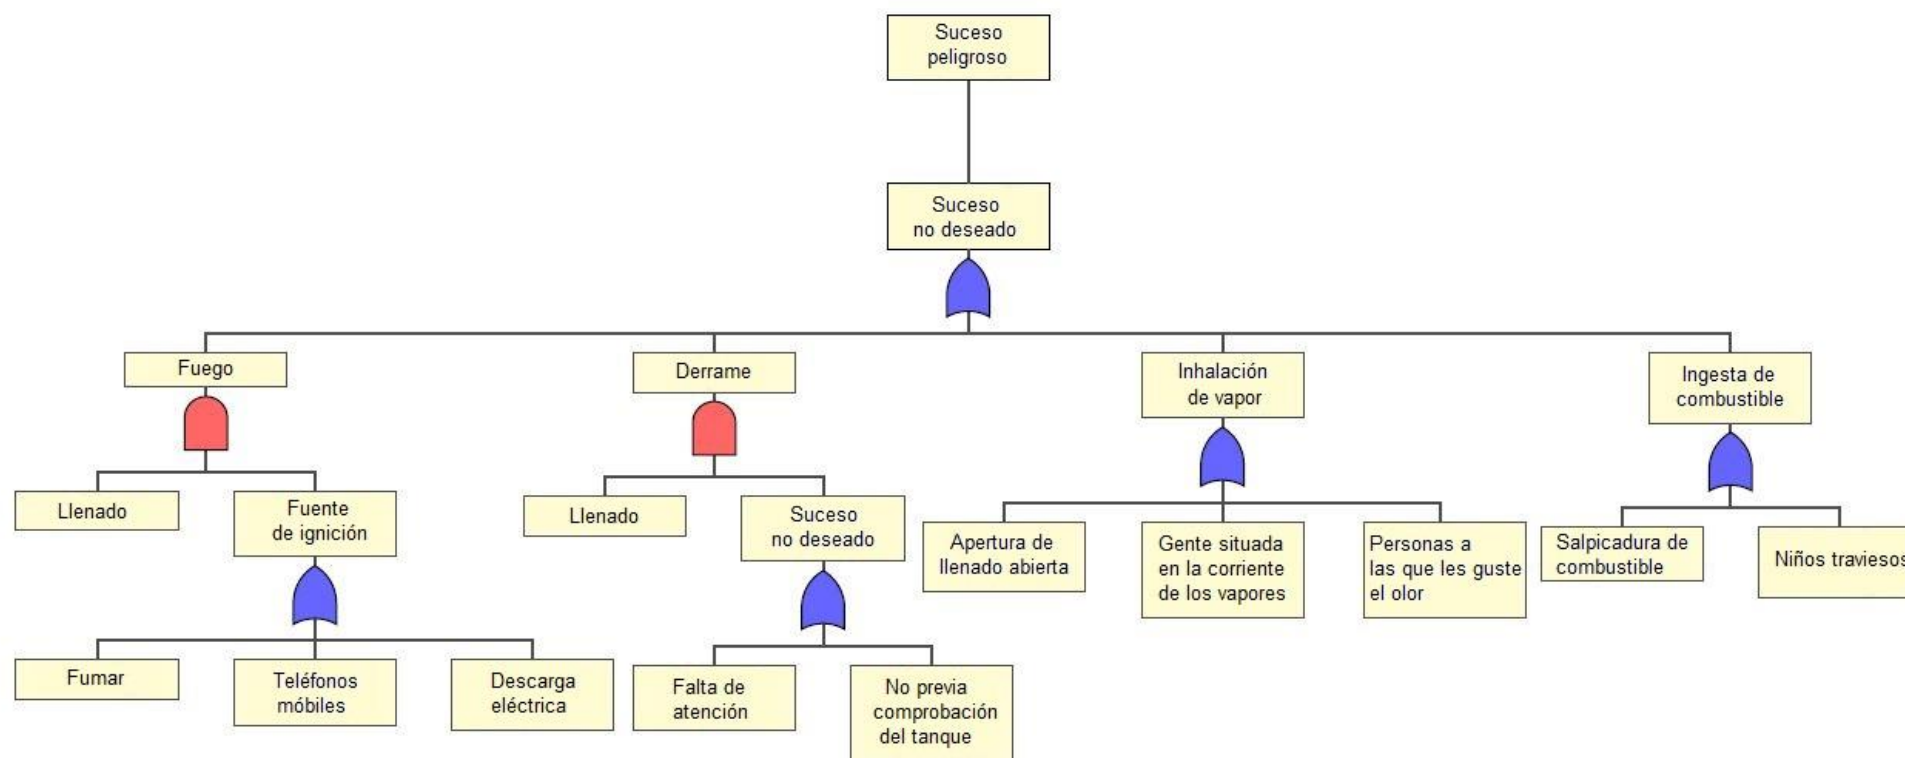 Suceso
peligroso
Suceso
no deseado
Fuego
Derrame
Inhalación
de vapor
Ingesta de
combustible
Llenado
Fuente
de ignición
Llenado
Suceso
no deseado
Apertura de
llenado abierta
Gente situada
en la corriente
de los vapores
Personas a
las que les guste
el olor
Salpicadura de
combustible
Niños traviesos
Fumar
Teléfonos
móbiles
Descarga
eléctrica
Falta de
atención
No previa
comprobación
del tanque